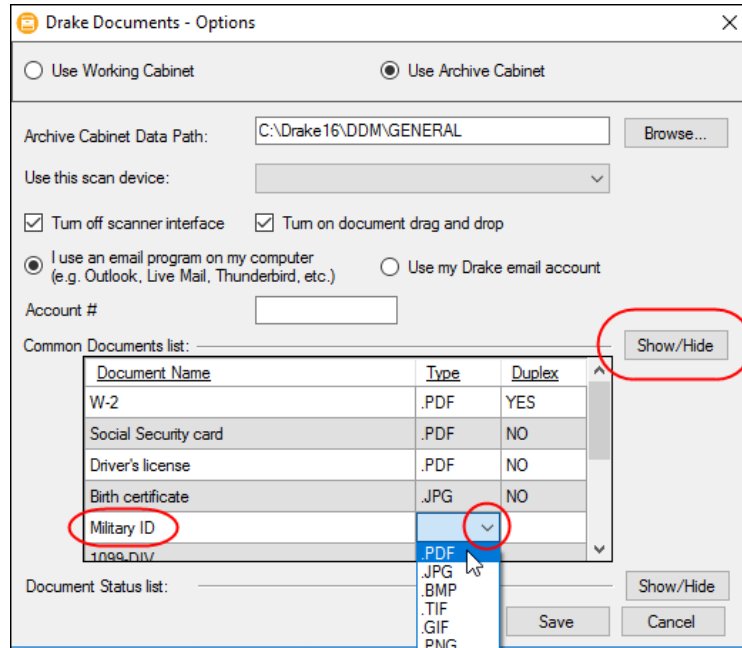 Drake Documents - Options
Use Working Cabinet Use Archive Cabinet
Archive Cabinet Data Path: C:\Drake16\DDM\GENERAL Browse...
Use this scan device:
Turn off scanner interface Turn on document drag and drop
I use an email program on my computer
(e.g. Outlook, Live Mail, Thunderbird, etc.) Use my Drake email account
Account #
Common Documents list: Show/Hide
Document Name Type Duplex
W-2 .PDF YES
Social Security card .PDF NO
Driver's license .PDF NO
Birth certificate .JPG NO
Military ID
1099-DIV .PDF
.JPG
Document Status list: .BMP Show/Hide
.TIF
.GIF Save Cancel
.PNG